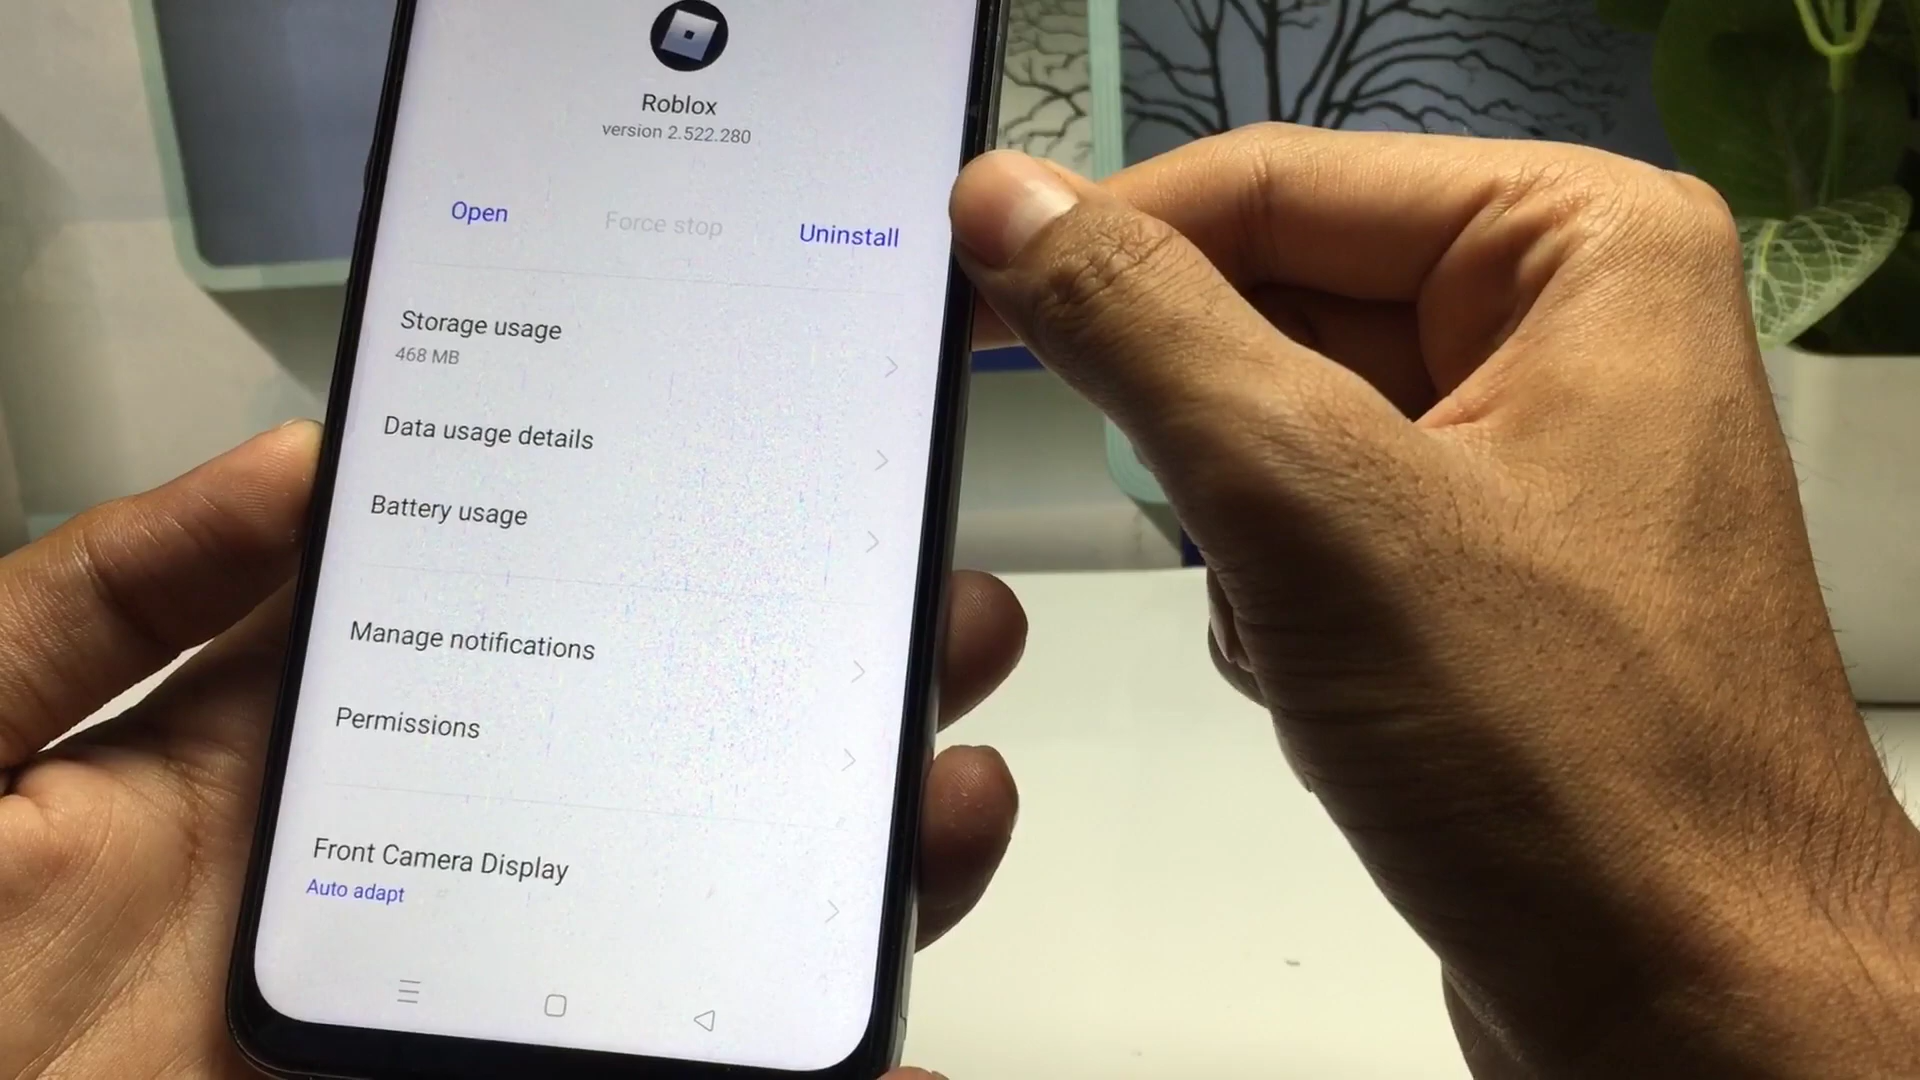 Roblox
version 2.522.280
Open Force stop Uninstall
Storage usage
468 MB
Data usage details
Battery usage
Manage notifications
Permissions
Front Camera Display
Auto adapt